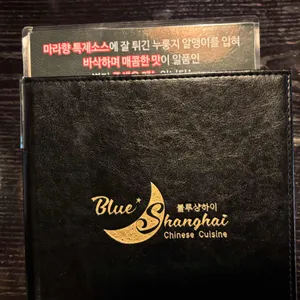 마라향 특제소스에 잘 튀긴 누룽지 알맹이를 입혀
바삭하며 매콤한 맛이 일품인
블루상하이
Blue Shanghai
Chinese Cuisine